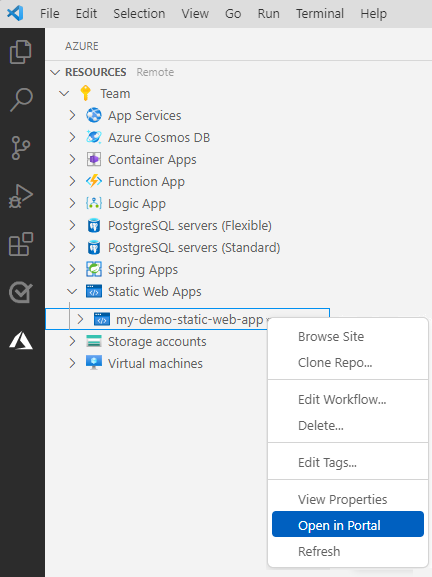 File Edit Selection View Go Run Terminal Help
AZURE
RESOURCES Remote
Team
App Services
Azure Cosmos DB
Container Apps
Function App
Logic App
PostgreSQL servers (Flexible)
PostgreSQL servers (Standard)
Spring Apps
Static Web Apps
my-demo-static-web-app
Storage accounts
Virtual machines
Browse Site
Clone Repo...
Edit Workflow...
Delete...
Edit Tags...
View Properties
Open in Portal
Refresh